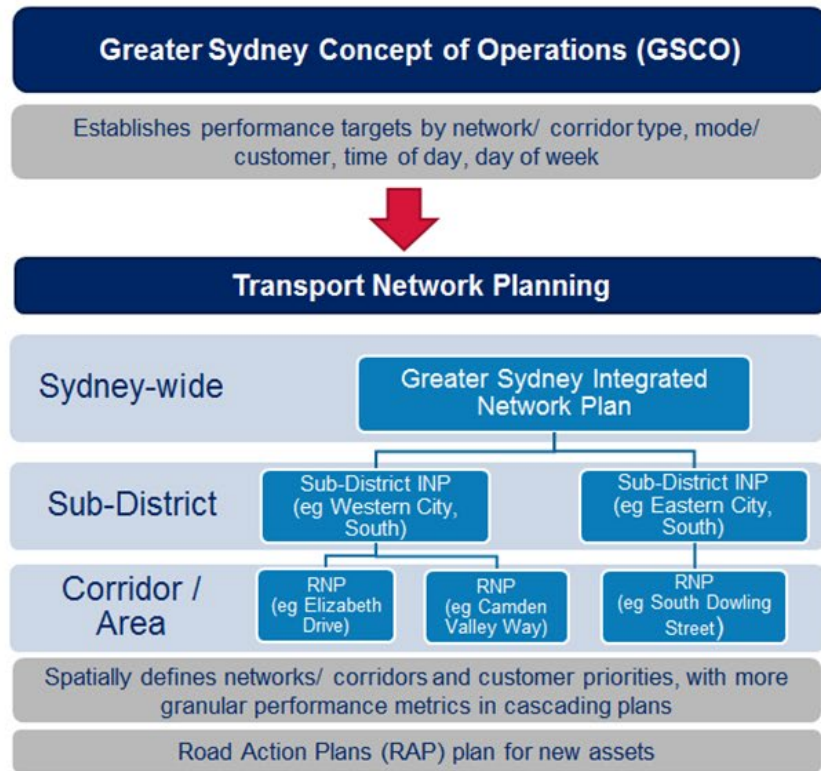 Greater Sydney Concept of Operations (GSCO)
Establishes performance targets by network/ corridor type, mode/
customer, time of day, day of week
Transport Network Planning
Sydney-wide
Greater Sydney Integrated
Network Plan
Sub-District
Sub-District INP
(eg Western City,
South)
Sub-District INP
(eg Eastern City,
South)
Corridor /
Area
RNP
(eg Elizabeth
Drive)
RNP
(eg Camden
Valley Way)
RNP
(eg South Dowling
Street)
Spatially defines networks/ corridors and customer priorities, with more
granular performance metrics in cascading plans
Road Action Plans (RAP) plan for new assets